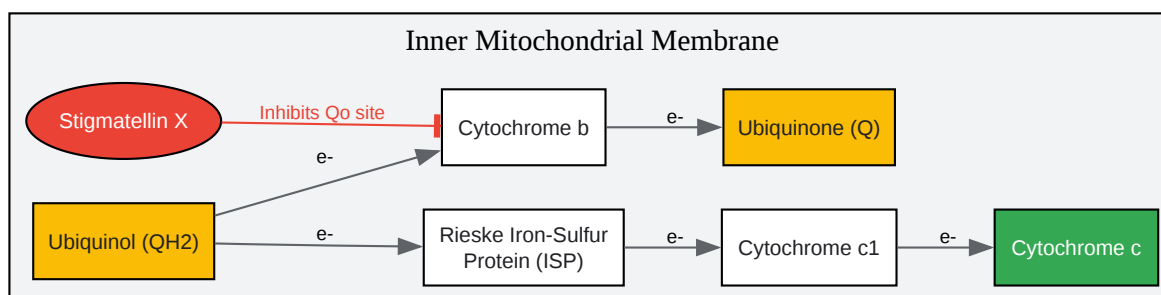 Inner Mitochondrial Membrane
Stigmatellin X
Inhibits Qo site
Cytochrome b
e-
Ubiquinone (Q)
e-
Ubiquinol (QH2)
e-
Rieske Iron-Sulfur
Protein (ISP)
e-
Cytochrome c1
e-
Cytochrome c